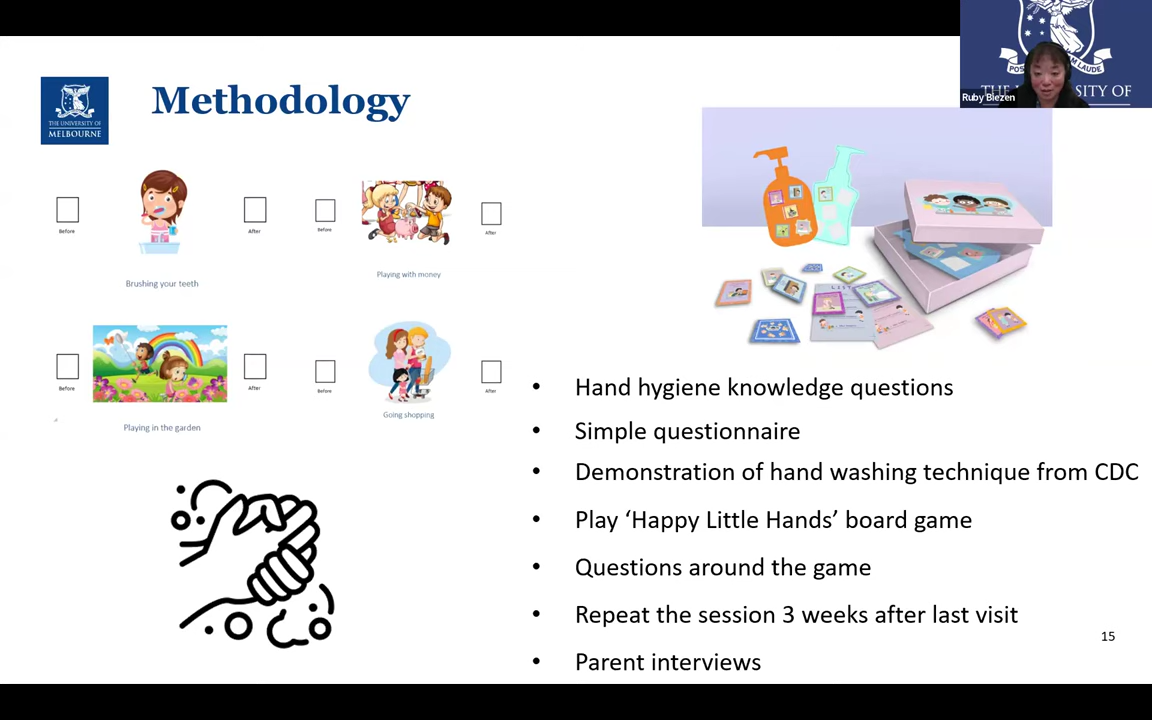 Methodology
THE UNIVERSITY OF
MELBOURNE
Ruby Biezen
Before
After
Before
After
Brushing your teeth
Playing with money
Before
After
Before
After
Playing in the garden
Going shopping
LIST
• Hand hygiene knowledge questions
• Simple questionnaire
• Demonstration of hand washing technique from CDC
• Play ‘Happy Little Hands’ board game
• Questions around the game
• Repeat the session 3 weeks after last visit
• Parent interviews
15